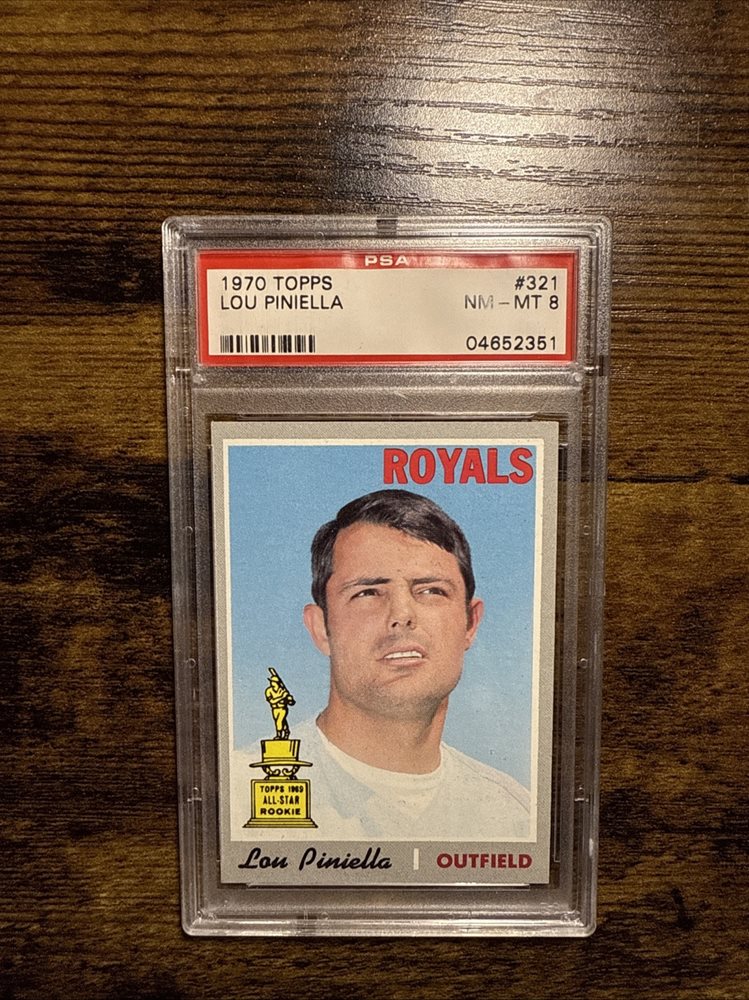 PSA
1970 TOPPS #321
LOU PINIELLA NM-MT 8
04652351
ROYALS
TOPPS 1969
ALL-STAR
ROOKIE
Lou Piniella | OUTFIELD